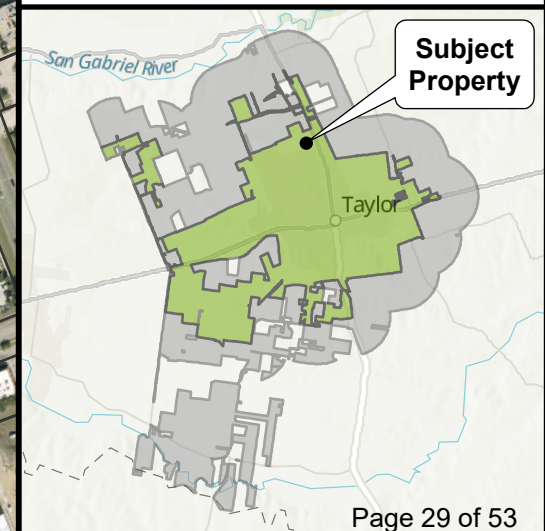 San Gabriel River
Subject
Property
Taylor
Page 29 of 53